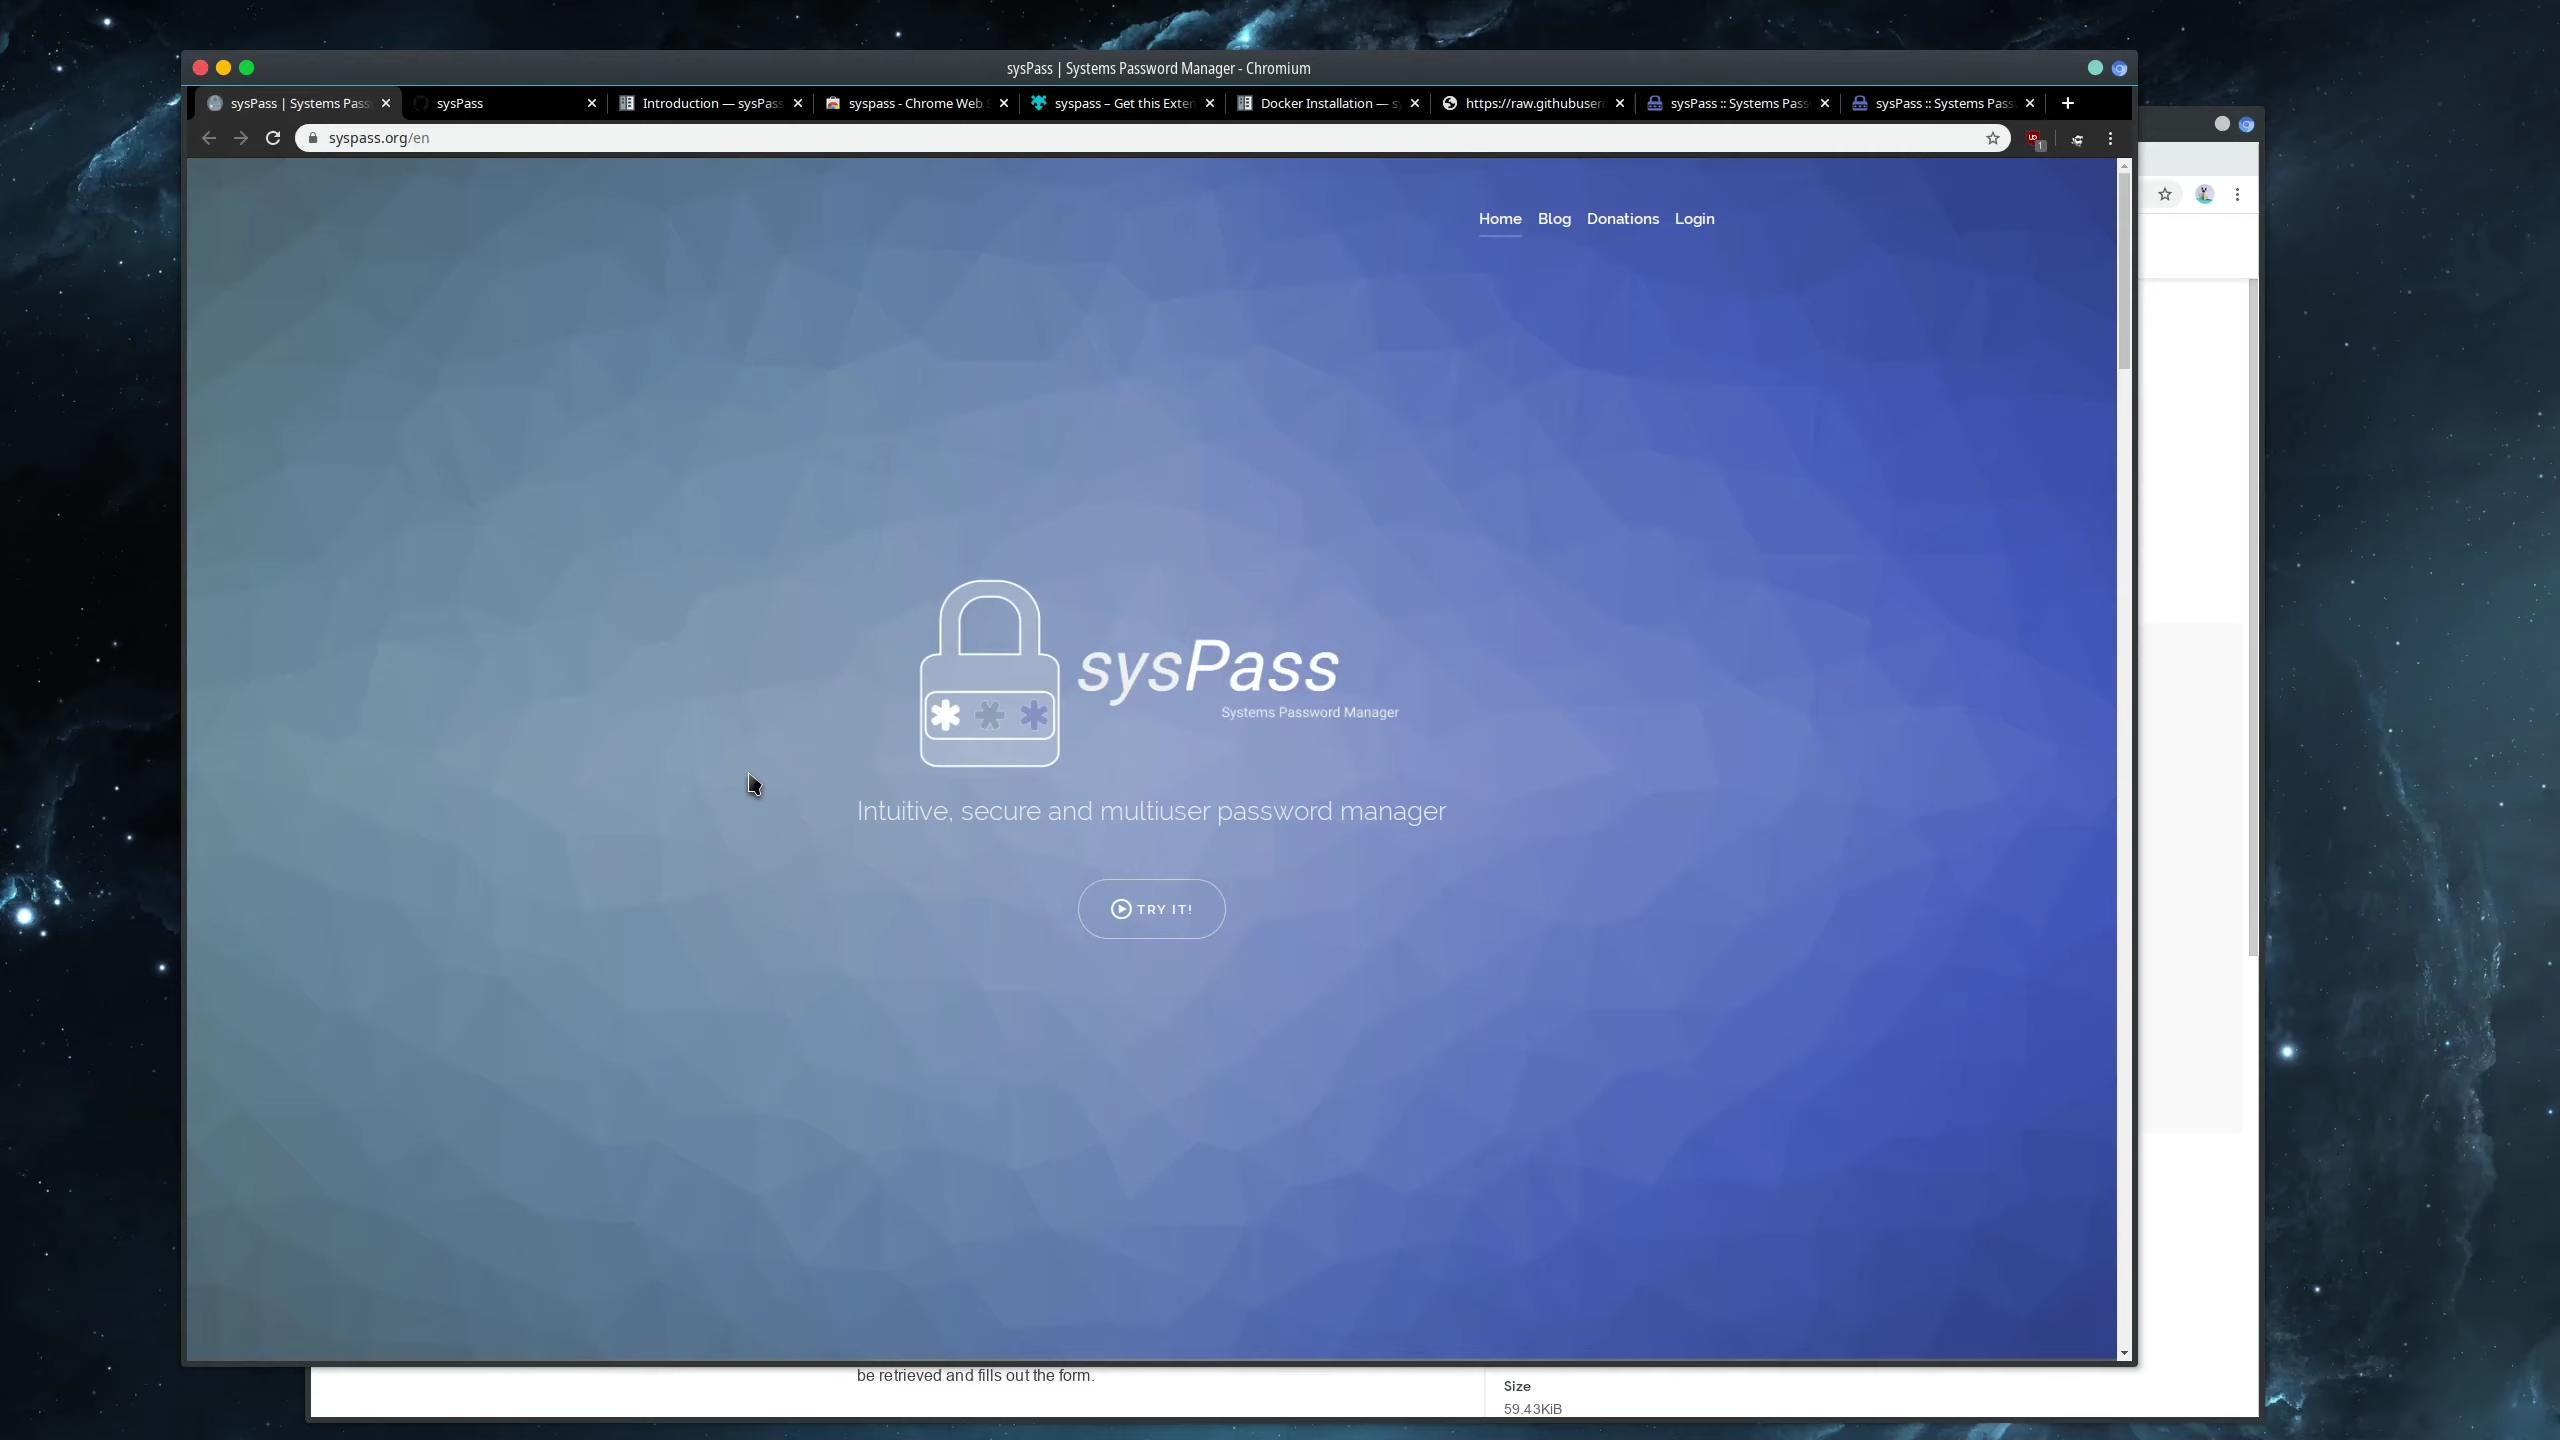 sysPass | Systems Password Manager - Chromium
sysPass | Systems Pass
sysPass
Introduction — sysPass
syspass - Chrome Web S
syspass – Get this Exten
Docker Installation — s
https://raw.githubuserc
sysPass :: Systems Pass
sysPass :: Systems Pass
syspass.org/en
1
Home
Blog
Donations
Login
sysPass
Systems Password Manager
Intuitive, secure and multiuser password manager
TRY IT!
be retrieved and fills out the form.
Size
59.43KiB